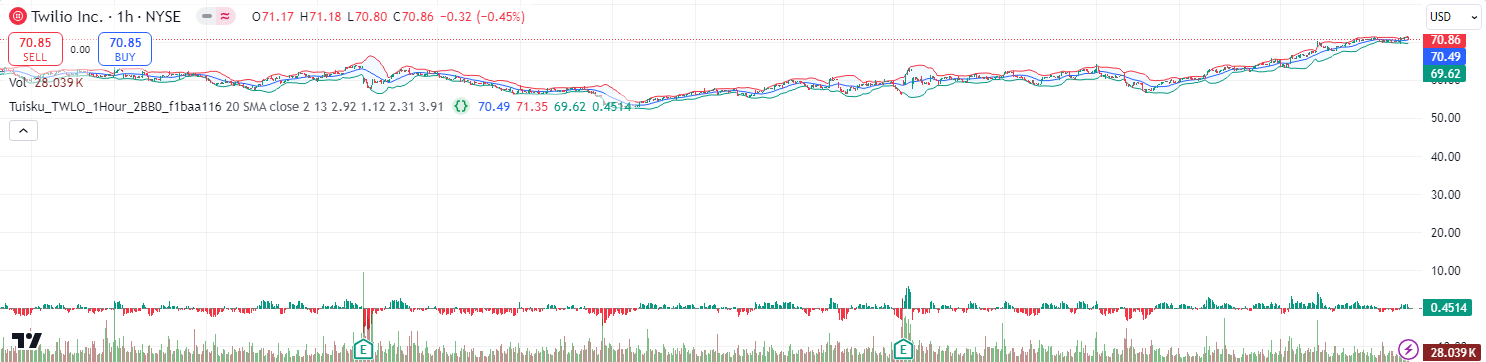 Twilio Inc. · 1h · NYSE O71.17 H71.18 L70.80 C70.86 −0.32 (−0.45%)
USD
70.85 SELL
0.00
70.85 BUY
Vol 28.039 K
Tuisku_TWLO_1Hour_2BB0_f1baa116 20 SMA close 2 13 2.92 1.12 2.31 3.91 70.49 71.35 69.62 0.4514
70.86
70.49
69.62
50.00
40.00
30.00
20.00
10.00
0.4514
28.039 K
E
E